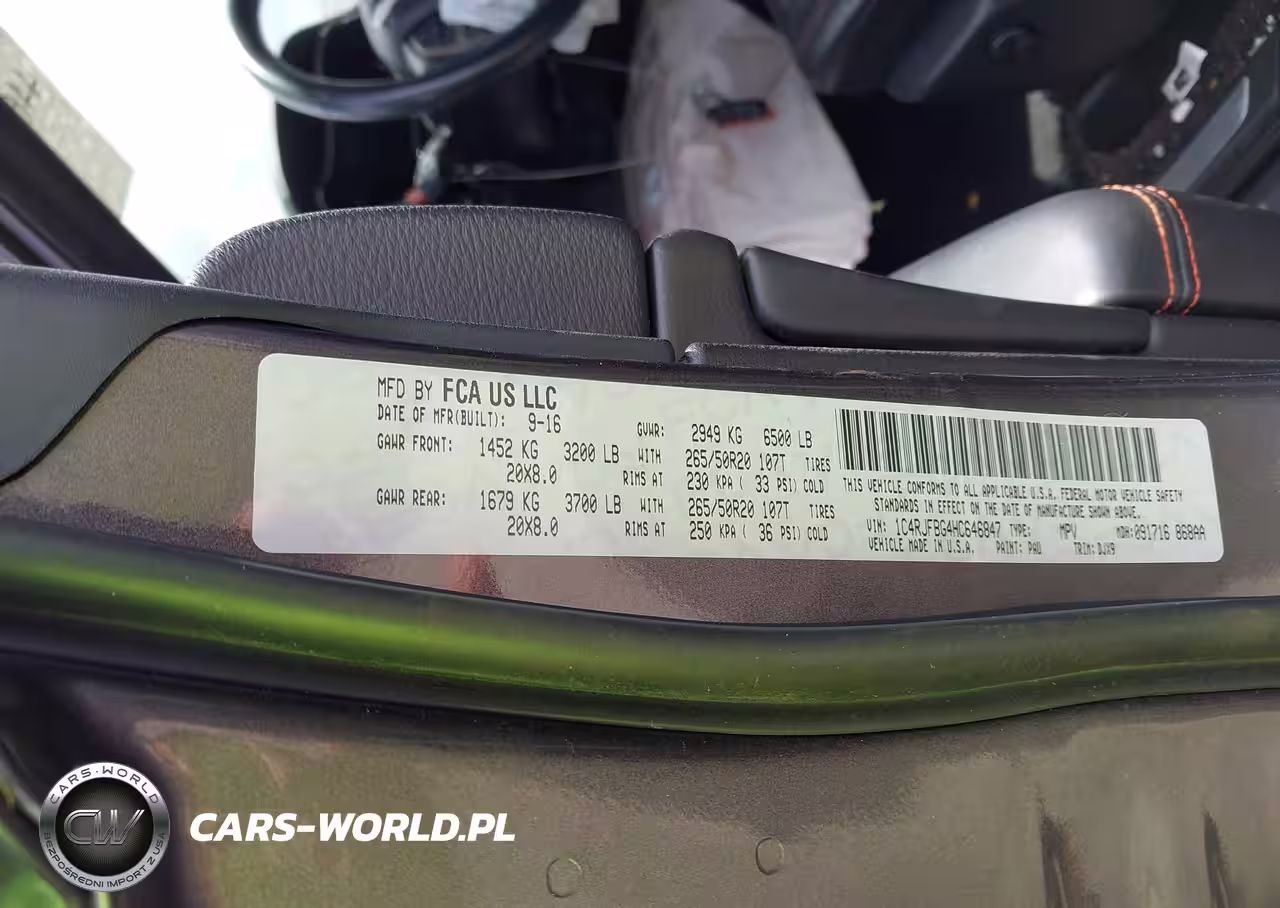 MFD BY FCA US LLC
DATE OF MFR(BUILT): 9-16 GVWR: 2949 KG 6500 LB
GAWR FRONT: 1452 KG 3200 LB WITH 265/50R20 107T TIRES
20X8.0 RIMS AT 230 KPA ( 33 PSI) COLD
GAWR REAR: 1679 KG 3700 LB WITH 265/50R20 107T TIRES
20X8.0 RIMS AT 250 KPA ( 36 PSI) COLD
THIS VEHICLE CONFORMS TO ALL APPLICABLE U.S.A. FEDERAL MOTOR VEHICLE SAFETY
STANDARDS IN EFFECT ON THE DATE OF MANUFACTURE SHOWN ABOVE.
VIN: 1C4RJFBG4HC646847 TYPE: MPV MDH: 091716 868AA
VEHICLE MADE IN U.S.A. PAINT: PAU TRIM: DJX9
CARS-WORLD
CW
BEZPOŚREDNI IMPORT Z USA
CARS-WORLD.PL